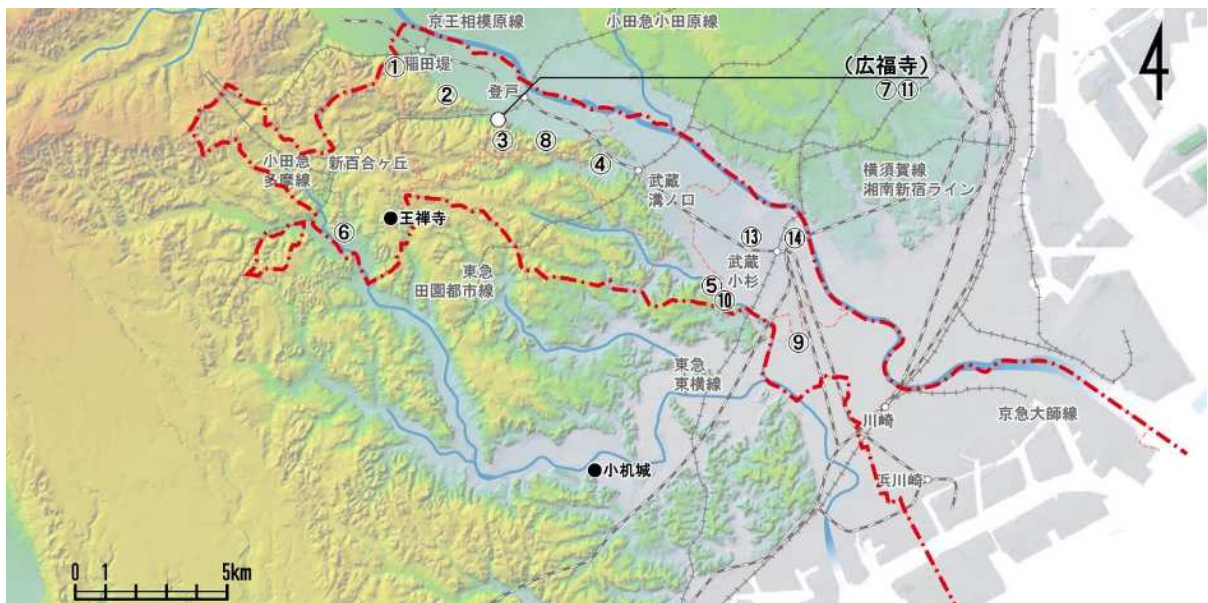 京王相模原線
小田急小田原線
4
①
稲田堤
(広福寺)
⑦⑪
②
登戸
③
⑧
④
小田急
多摩線
新百合ヶ丘
武蔵
溝ノ口
横須賀線
湘南新宿ライン
●王禅寺
⑥
⑬
⑭
武蔵
小杉
東急
田園都市線
⑤
⑩
⑨
東急
東横線
川崎
京急大師線
●小机城
浜川崎
0 1 5km